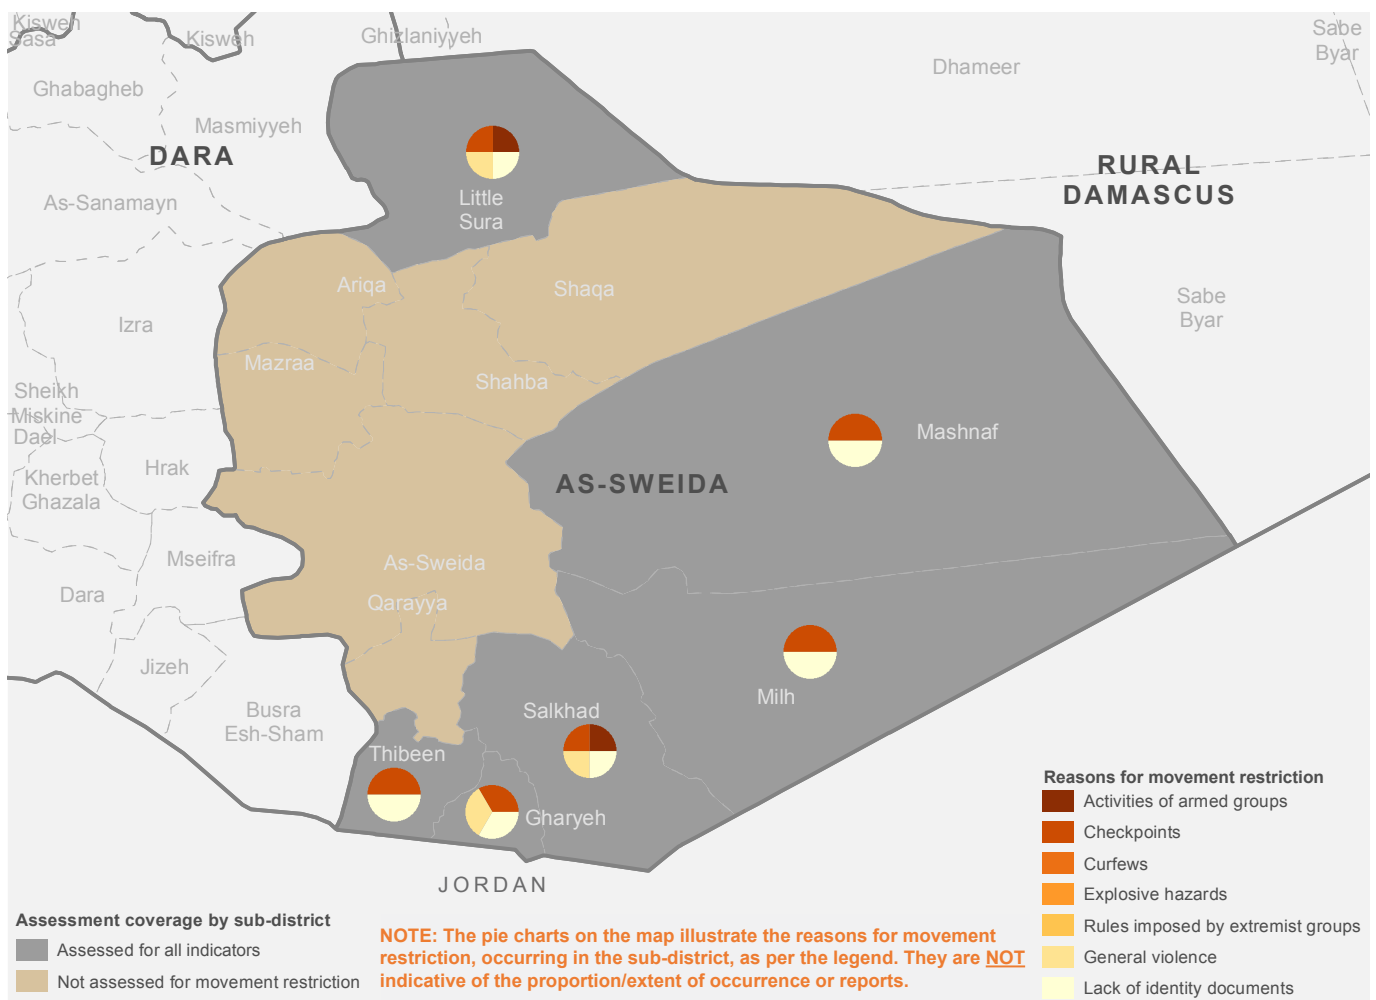 Kisweh
Sasa
Kisweh
Ghizlaniyyeh
Sabe
Byar
Dhameer
Ghabagheb
Masmiyyeh
DARA
RURAL
DAMASCUS
As-Sanamayn
Little
Sura
Ariqa
Shaqa
Sabe
Byar
Izra
Mazraa
Shahba
Sheikh
Miskine
Dael
Mashnaf
Hrak
Kherbet
Ghazala
AS-SWEIDA
Mseifra
As-Sweida
Dara
Qarayya
Jizeh
Milh
Busra
Esh-Sham
Salkhad
Thibeen
Gharyeh
JORDAN
Reasons for movement restriction
Activities of armed groups
Checkpoints
Curfews
Explosive hazards
Rules imposed by extremist groups
General violence
Lack of identity documents
Assessment coverage by sub-district
Assessed for all indicators
Not assessed for movement restriction
NOTE: The pie charts on the map illustrate the reasons for movement
restriction, occurring in the sub-district, as per the legend. They are NOT
indicative of the proportion/extent of occurrence or reports.